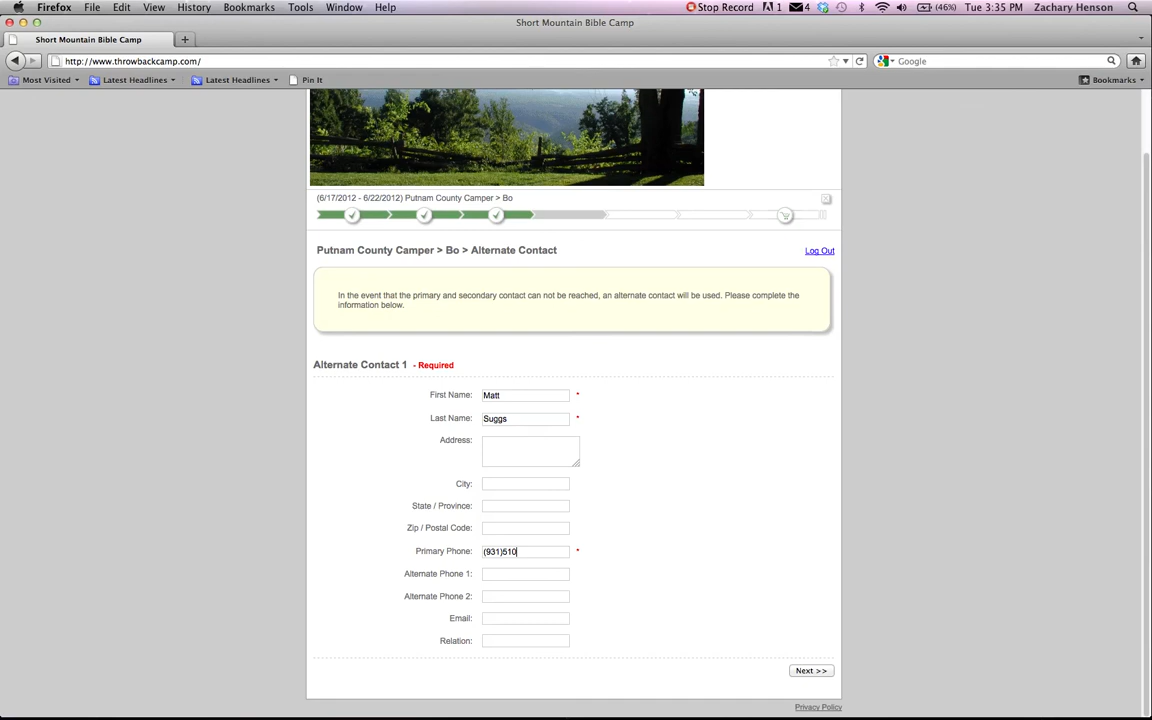 Firefox File Edit View History Bookmarks Tools Window Help Stop Record 1 4 (46%) Tue 3:35 PM Zachary Henson
Short Mountain Bible Camp
Short Mountain Bible Camp +
http://www.throwbackcamp.com/ Google
Most Visited Latest Headlines Latest Headlines Pin It Bookmarks
(6/17/2012 - 6/22/2012) Putnam County Camper > Bo
Putnam County Camper > Bo > Alternate Contact Log Out
In the event that the primary and secondary contact can not be reached, an alternate contact will be used. Please complete the
information below.
Alternate Contact 1 - Required
First Name: Matt *
Last Name: Suggs *
Address:
City:
State / Province:
Zip / Postal Code:
Primary Phone: (931)510 *
Alternate Phone 1:
Alternate Phone 2:
Email:
Relation:
Next >>
Privacy Policy